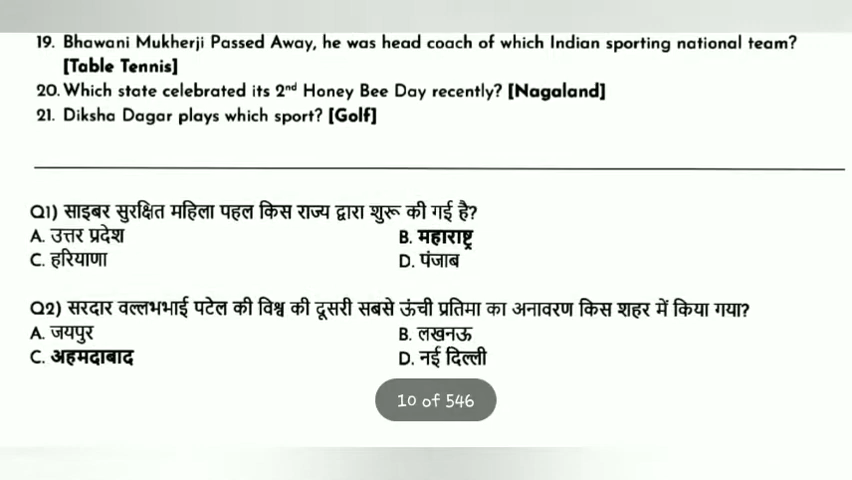 19. Bhawani Mukherji Passed Away, he was head coach of which Indian sporting national team?
[Table Tennis]
20. Which state celebrated its 2nd Honey Bee Day recently? [Nagaland]
21. Diksha Dagar plays which sport? [Golf]
Q1) साइबर सुरक्षित महिला पहल किस राज्य द्वारा शुरू की गई है?
A. उत्तर प्रदेश B. महाराष्ट्र
C. हरियाणा D. पंजाब
Q2) सरदार वल्लभभाई पटेल की विश्व की दूसरी सबसे ऊंची प्रतिमा का अनावरण किस शहर में किया गया?
A. जयपुर B. लखनऊ
C. अहमदाबाद D. नई दिल्ली
10 of 546